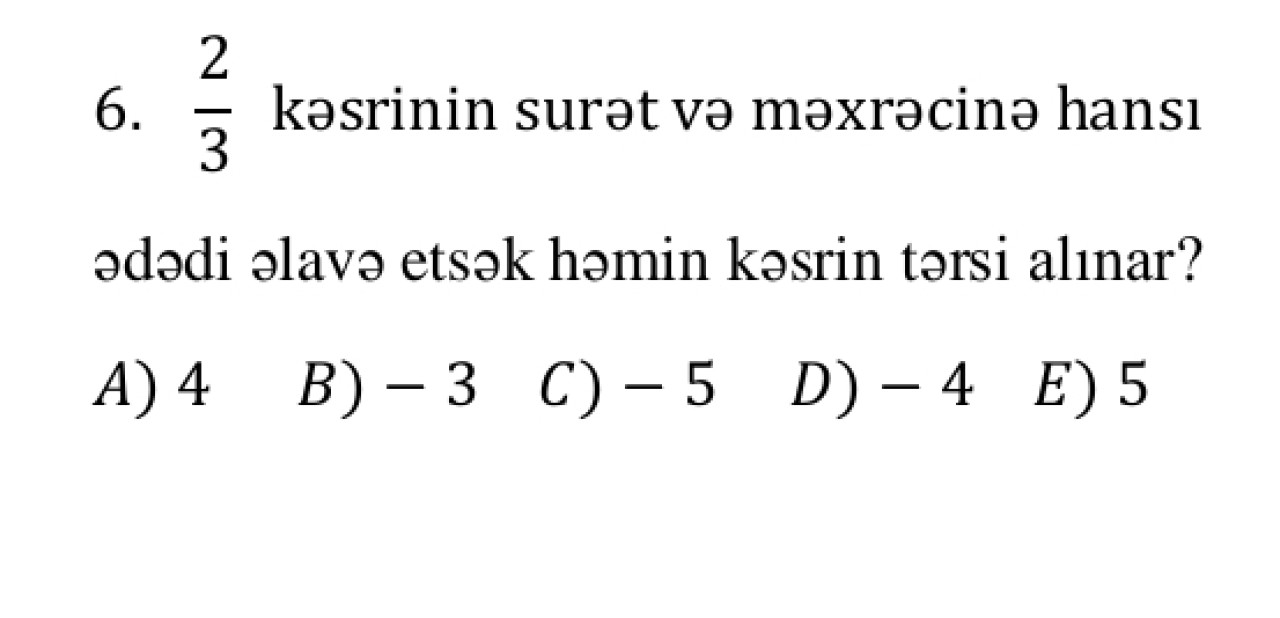 6. 2/3 kəsrinin surət və məxrəcinə hansı
ədədi əlavə etsək həmin kəsrin tərsi alınar?
A) 4 B) − 3 C) − 5 D) − 4 E) 5